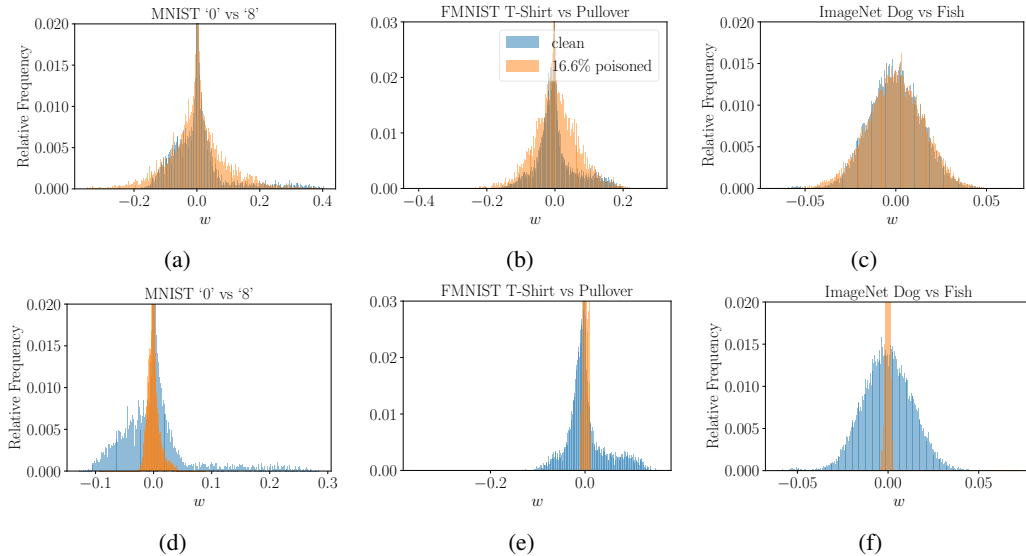 MNIST ‘0’ vs ‘8’
0.020
0.015
0.010
0.005
0.000
Relative Frequency
−0.2
0.0
0.2
0.4
w
(a)
FMNIST T-Shirt vs Pullover
clean
16.6% poisoned
0.03
0.02
0.01
0.00
−0.4
−0.2
0.0
0.2
w
(b)
ImageNet Dog vs Fish
0.020
0.015
0.010
0.005
0.000
Relative Frequency
−0.05
0.00
0.05
w
(c)
MNIST ‘0’ vs ‘8’
0.020
0.015
0.010
0.005
0.000
Relative Frequency
−0.1
0.0
0.1
0.2
0.3
w
(d)
FMNIST T-Shirt vs Pullover
0.03
0.02
0.01
0.00
−0.2
0.0
w
(e)
ImageNet Dog vs Fish
0.020
0.015
0.010
0.005
0.000
Relative Frequency
−0.05
0.00
0.05
w
(f)